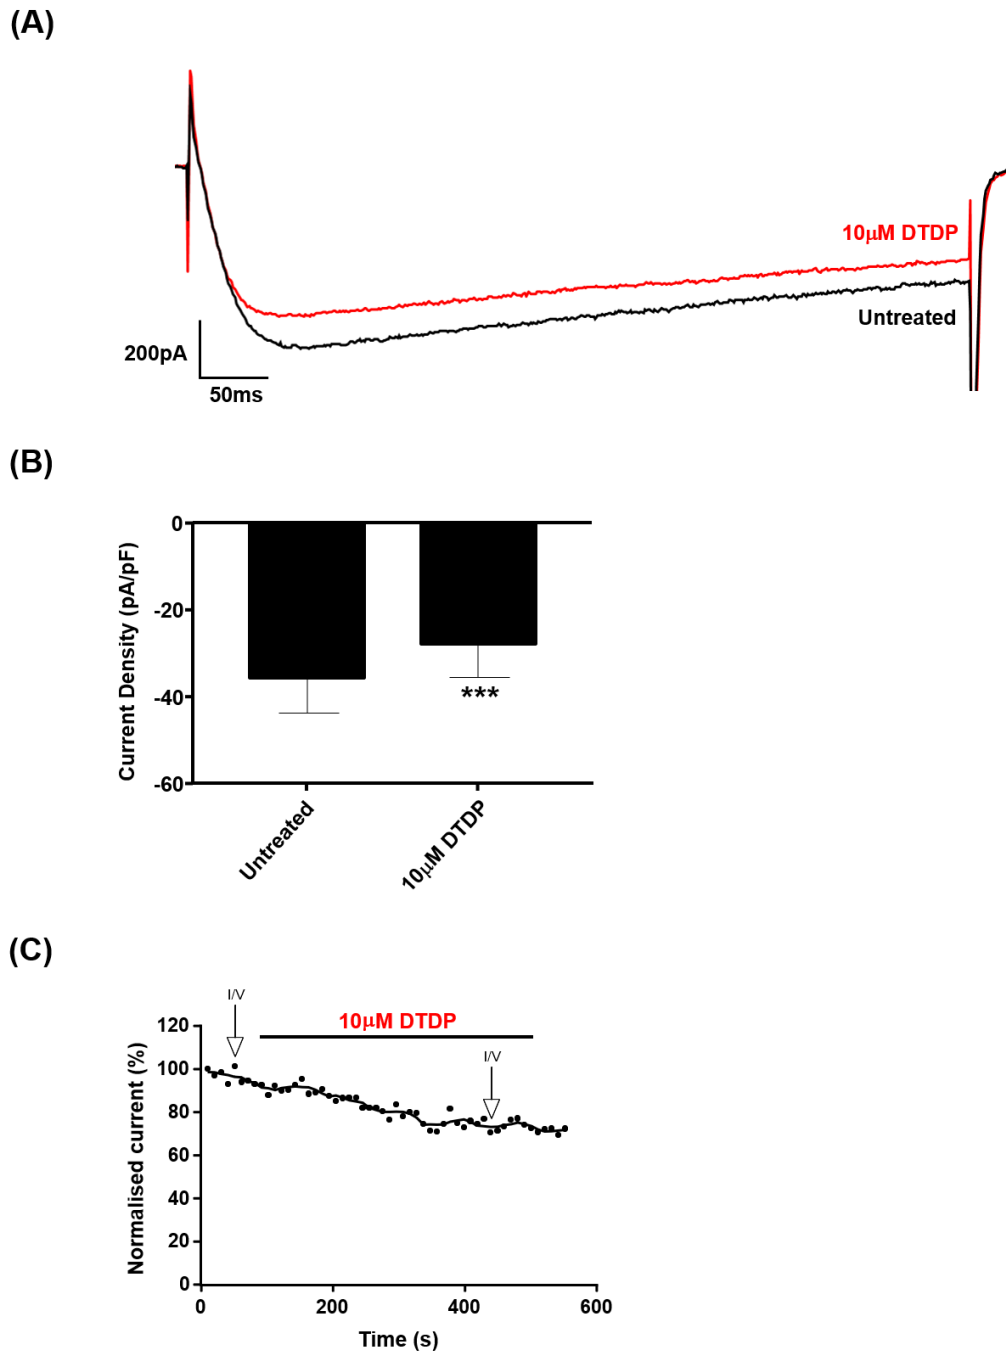 (A)
10μM DTDP
Untreated
200pA
50ms
(B)
Current Density (pA/pF)
0
-20
-40
-60
***
Untreated
10μM DTDP
(C)
I/V
10μM DTDP
I/V
Normalised current (%)
120
100
80
60
40
20
0
0 200 400 600
Time (s)